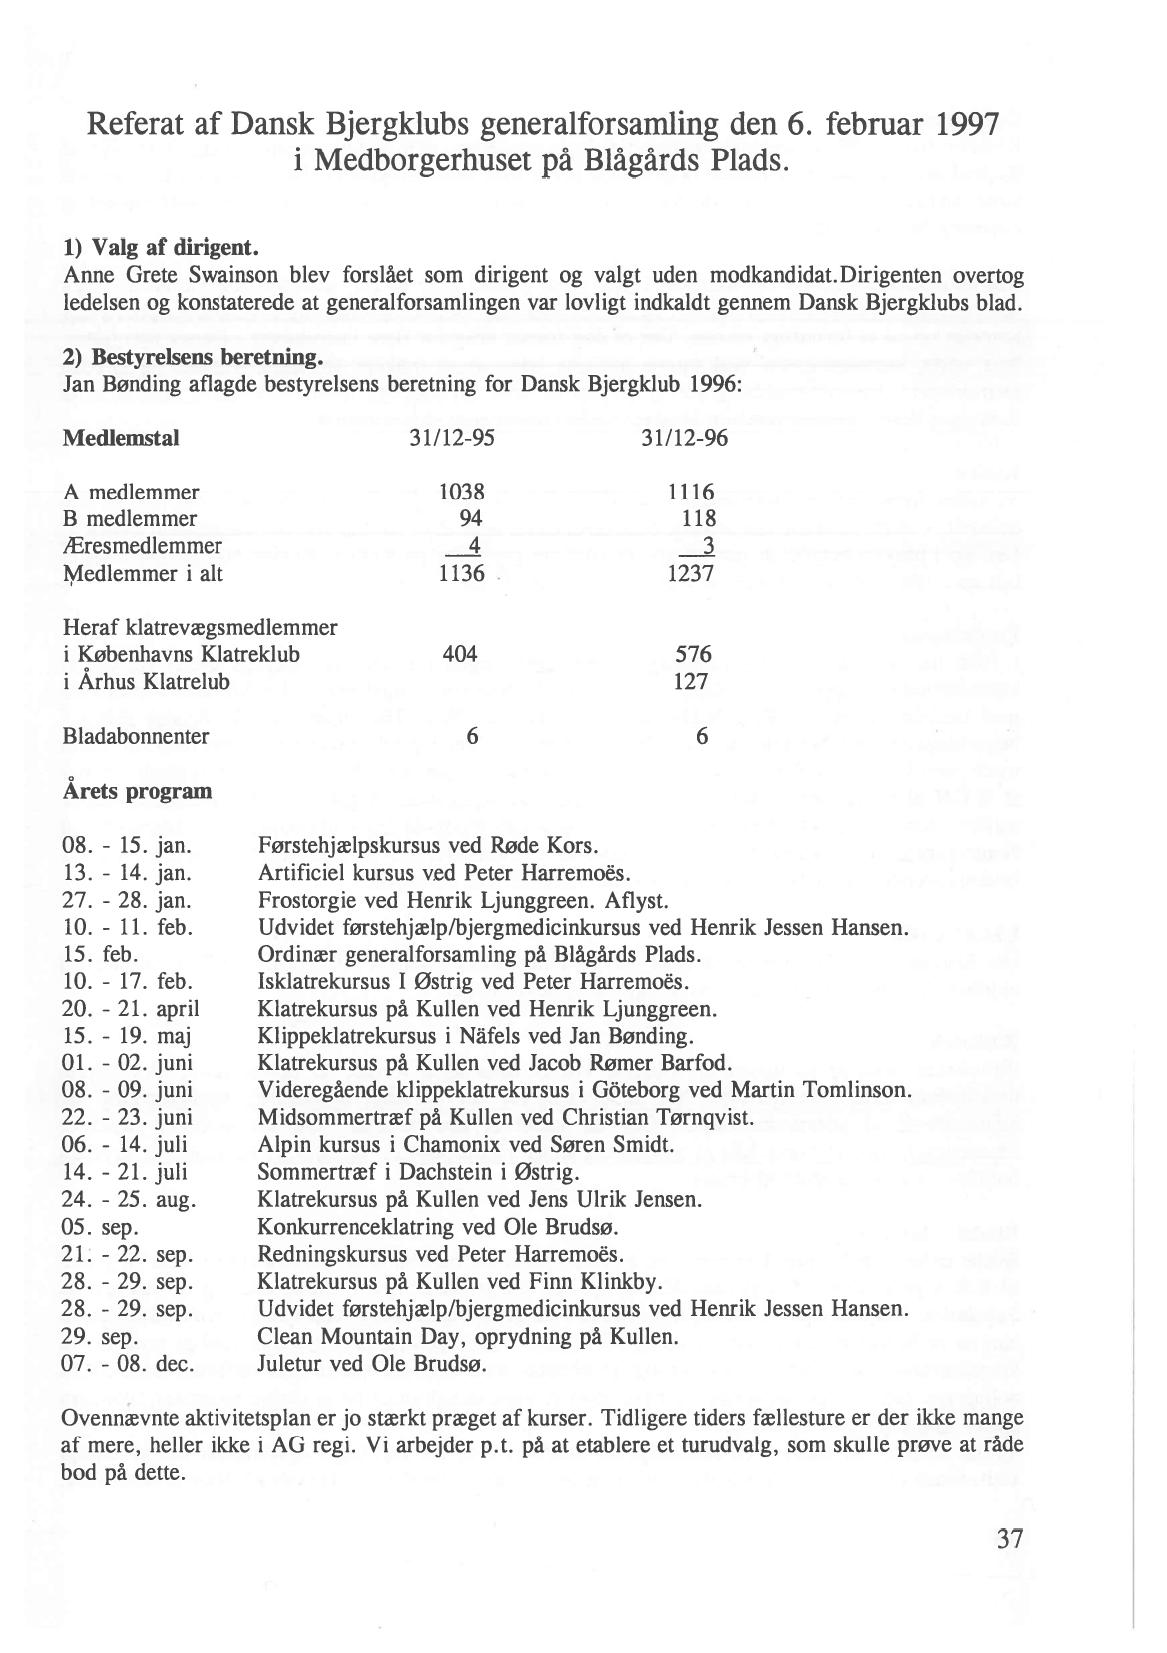 Referat af Dansk Bjergklubs generalforsamling den 6. februar 1997
i Medborgerhuset på Blågårds Plads.
1) Valg af dirigent.
Anne Grete Swainson blev forslået som dirigent og valgt uden modkandidat.Dirigenten overtog
ledelsen og konstaterede at generalforsamlingen var lovligt indkaldt gennem Dansk Bjergklubs blad.
2) Bestyrelsens beretning.
Jan Bønding aflagde bestyrelsens beretning for Dansk Bjergklub 1996:
Medlemstal 31/12-95 31/12-96
A medlemmer 1038 1116
B medlemmer 94 118
Æresmedlemmer 4 3
Medlemmer i alt 1136 1237
Heraf klatrevægsmedlemmer
i Københavns Klatreklub 404 576
i Århus Klatrelub 127
Bladabonnenter 6 6
Årets program
08. - 15. jan. Førstehjælpskursus ved Røde Kors.
13. - 14. jan. Artificiel kursus ved Peter Harremoës.
27. - 28. jan. Frostorgie ved Henrik Ljunggreen. Aflyst.
10. - 11. feb. Udvidet førstehjælp/bjergmedicinkursus ved Henrik Jessen Hansen.
15. feb. Ordinær generalforsamling på Blågårds Plads.
10. - 17. feb. Isklatrekursus I Østrig ved Peter Harremoës.
20. - 21. april Klatrekursus på Kullen ved Henrik Ljunggreen.
15. - 19. maj Klippeklatrekursus i Näfels ved Jan Bønding.
01. - 02. juni Klatrekursus på Kullen ved Jacob Rømer Barfod.
08. - 09. juni Videregående klippeklatrekursus i Göteborg ved Martin Tomlinson.
22. - 23. juni Midsommertræf på Kullen ved Christian Tørnqvist.
06. - 14. juli Alpin kursus i Chamonix ved Søren Smidt.
14. - 21. juli Sommertræf i Dachstein i Østrig.
24. - 25. aug. Klatrekursus på Kullen ved Jens Ulrik Jensen.
05. sep. Konkurrenceklatring ved Ole Brudsø.
21. - 22. sep. Redningskursus ved Peter Harremoës.
28. - 29. sep. Klatrekursus på Kullen ved Finn Klinkby.
28. - 29. sep. Udvidet førstehjælp/bjergmedicinkursus ved Henrik Jessen Hansen.
29. sep. Clean Mountain Day, oprydning på Kullen.
07. - 08. dec. Juletur ved Ole Brudsø.
Ovennævnte aktivitetsplan er jo stærkt præget af kurser. Tidligere tiders fællesture er der ikke mange
af mere, heller ikke i AG regi. Vi arbejder p.t. på at etablere et turudvalg, som skulle prøve at råde
bod på dette.
37